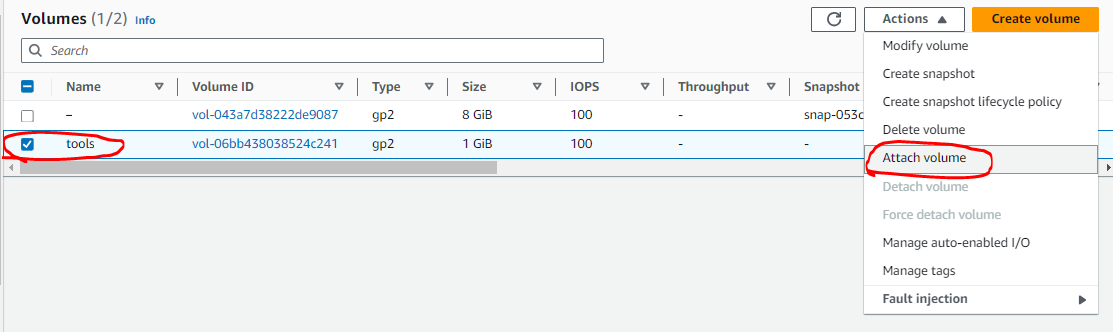 Volumes (1/2) Info
Actions
Create volume
Search
Name Volume ID Type Size IOPS Throughput Snapshot
– vol-043a7d38222de9087 gp2 8 GiB 100 - snap-053c
tools vol-06bb438038524c241 gp2 1 GiB 100 - -
Modify volume
Create snapshot
Create snapshot lifecycle policy
Delete volume
Attach volume
Detach volume
Force detach volume
Manage auto-enabled I/O
Manage tags
Fault injection